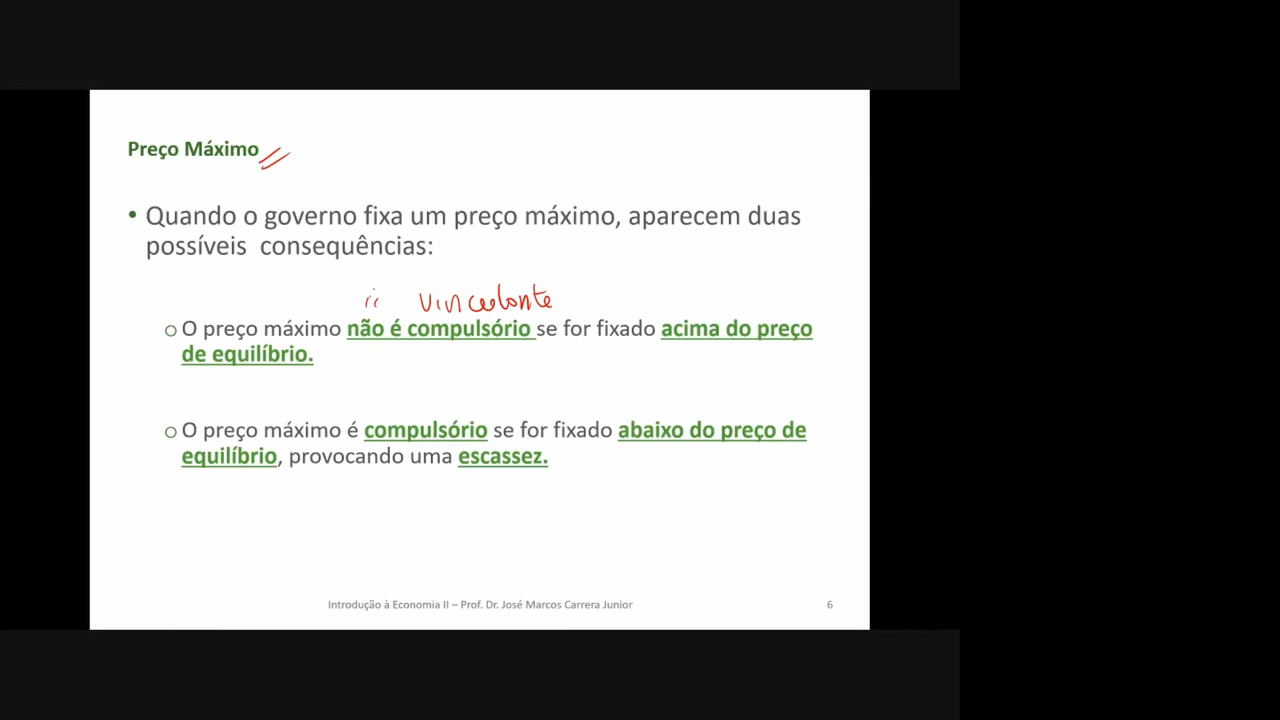 Preço Máximo
• Quando o governo fixa um preço máximo, aparecem duas
possíveis consequências:
vinculante
o O preço máximo não é compulsório se for fixado acima do preço
de equilíbrio.
o O preço máximo é compulsório se for fixado abaixo do preço de
equilíbrio, provocando uma escassez.
Introdução à Economia II – Prof. Dr. José Marcos Carrera Junior 6